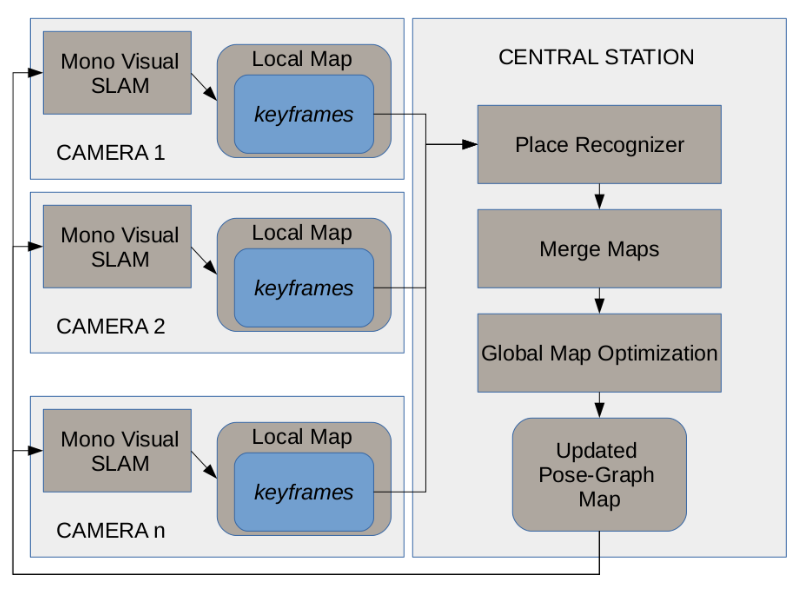 Mono Visual
SLAM
Local Map
keyframes
CAMERA 1
Mono Visual
SLAM
Local Map
keyframes
CAMERA 2
Mono Visual
SLAM
Local Map
keyframes
CAMERA n
CENTRAL STATION
Place Recognizer
Merge Maps
Global Map Optimization
Updated
Pose-Graph
Map